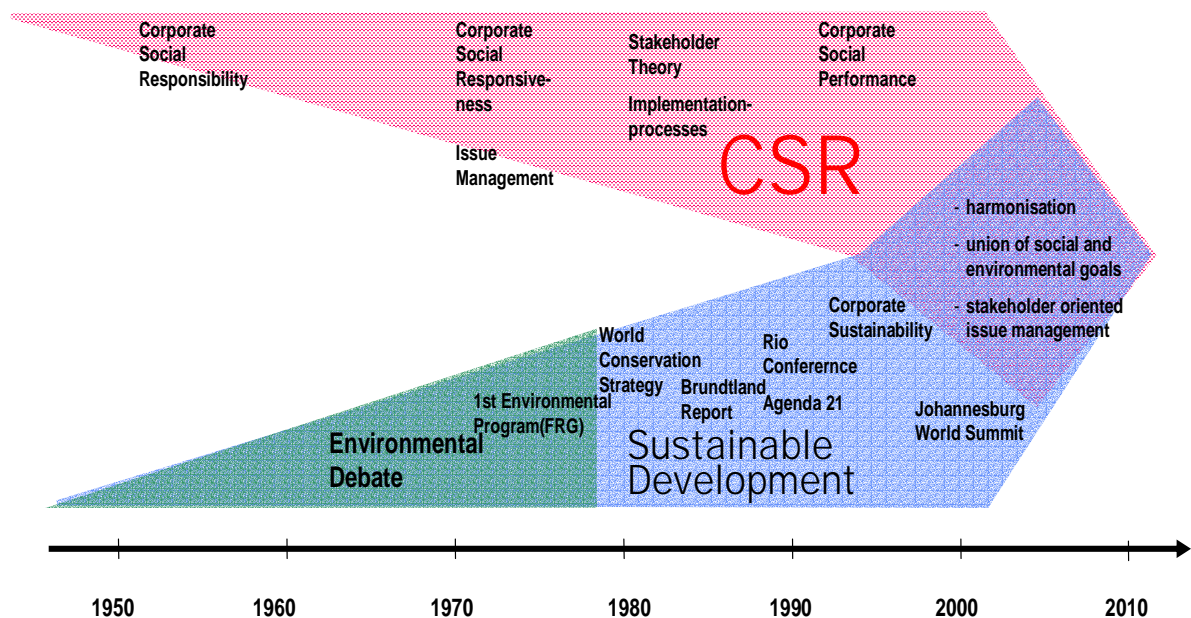 Corporate
Social
Responsibility
Corporate
Social
Responsive-
ness
Issue
Management
Stakeholder
Theory
Implementation-
processes
Corporate
Social
Performance
CSR
- harmonisation
- union of social and
environmental goals
- stakeholder oriented
issue management
Corporate
Sustainability
World
Conservation
Strategy
Rio
Conferernce
Agenda 21
Brundtland
Report
1st Environmental
Program(FRG)
Johannesburg
World Summit
Environmental
Debate
Sustainable
Development
1950 1960 1970 1980 1990 2000 2010